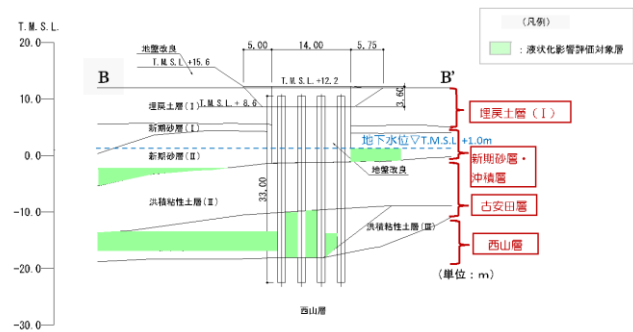 T.M.S.L.
20.0
10.0
0.0
-10.0
-20.0
-30.0
(凡例)
:液状化影響評価対象層
地盤改良
T.M.S.L.+15.6
5,00
14,00
5,75
B
B'
T.M.S.L.+12.2
3,60
埋戻土層(Ⅰ)
T.M.S.L.+8.6
新期砂層(Ⅰ)
地下水位▽T.M.S.L.+1.0m
新期砂層(Ⅱ)
地盤改良
33,00
洪積粘性土層(Ⅱ)
洪積粘性土層(Ⅲ)
西山層
埋戻土層(Ⅰ)
新期砂層・
沖積層
古安田層
西山層
(単位:m)